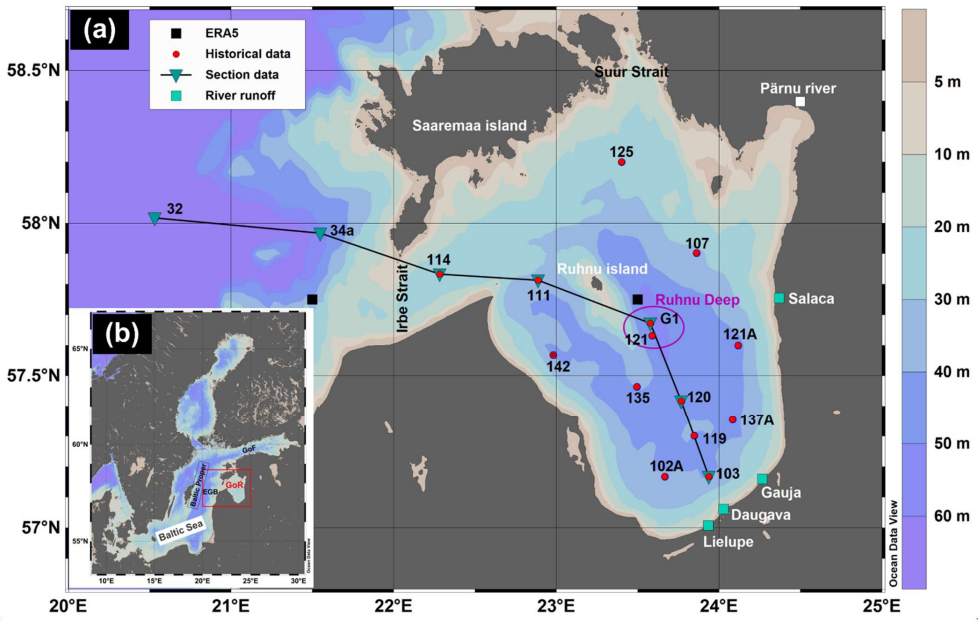 (a)
ERA5
Historical data
Section data
River runoff
58.5°N
58°N
57.5°N
57°N
20°E
21°E
22°E
23°E
24°E
25°E
Suur Strait
Pärnu river
Saaremaa island
125
32
34a
107
114
Ruhnu island
111
Irbe Strait
Ruhnu Deep
Salaca
G1
121
121A
142
135
120
137A
119
102A
103
Gauja
Daugava
Lielupe
Ocean Data View
(b)
65°N
60°N
55°N
GoF
Baltic Proper
EGB
GoR
Baltic Sea
10°E
15°E
20°E
25°E
30°E
Ocean Data View
5 m
10 m
20 m
30 m
40 m
50 m
60 m